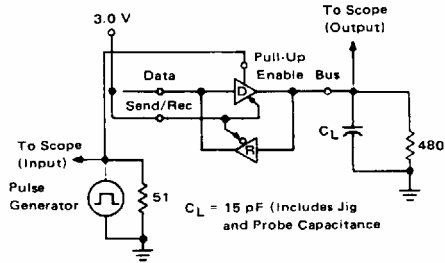 To Scope
(Output)
3.0 V
Pull-Up
Enable
Data
Bus
D
Send/Rec
R
To Scope
(Input)
CL
480
Pulse
Generator
51
CL = 15 pF (Includes Jig
and Probe Capacitance